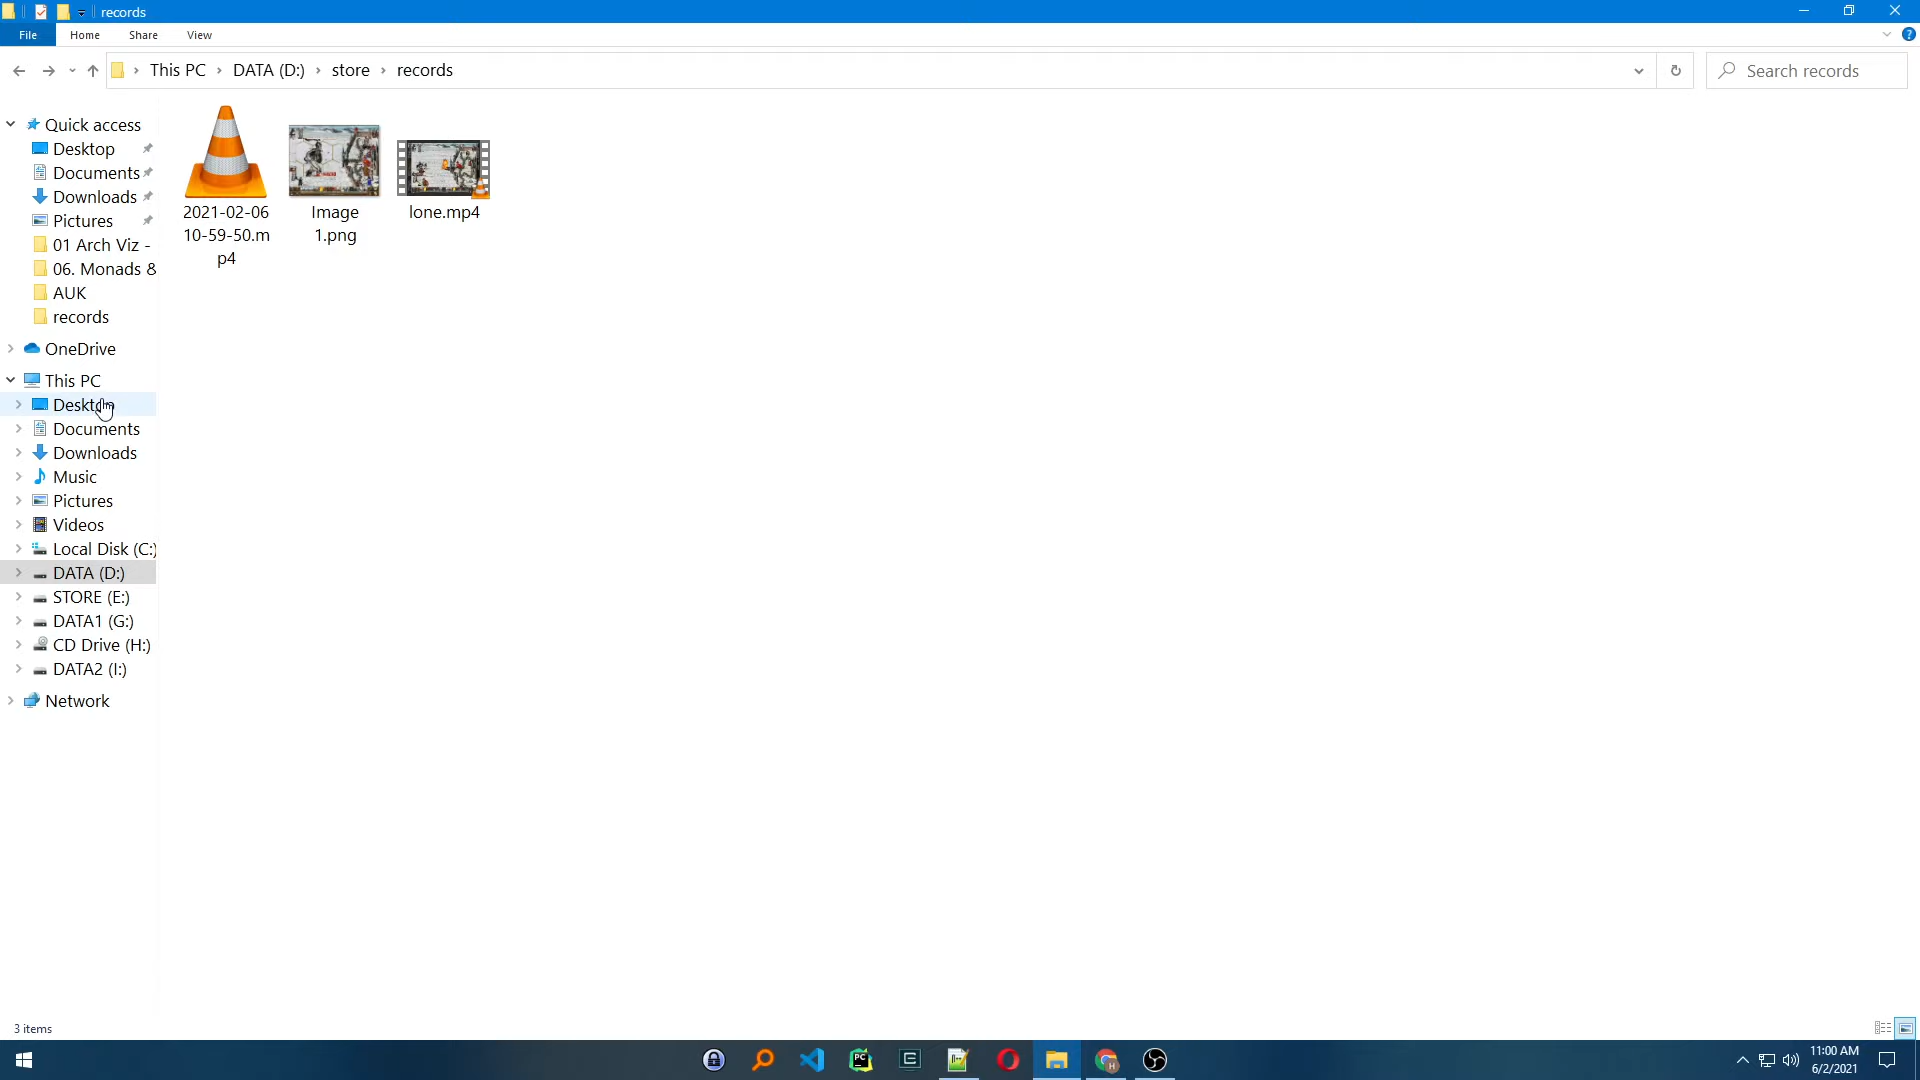 records
File Home Share View
This PC DATA (D:) store records
Search records
Quick access
Desktop
Documents
Downloads
Pictures
01 Arch Viz -
06. Monads &
AUK
records
OneDrive
This PC
Desktop
Documents
Downloads
Music
Pictures
Videos
Local Disk (C:)
DATA (D:)
STORE (E:)
DATA1 (G:)
CD Drive (H:)
DATA2 (I:)
Network
2021-02-06
10-59-50.m
p4
Image
1.png
lone.mp4
3 items
11:00 AM
6/2/2021